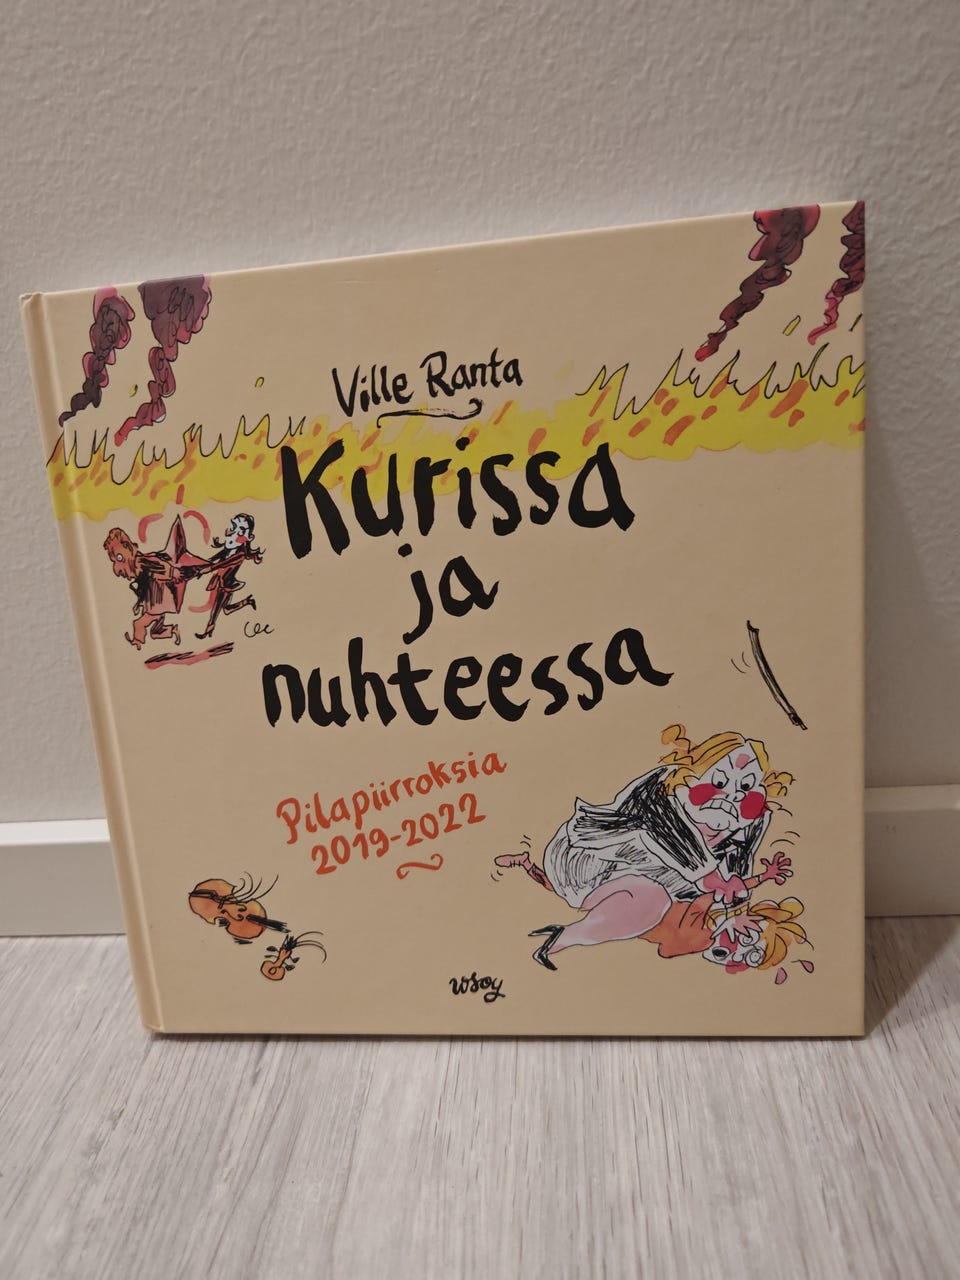 Ville Ranta
Kurissa
ja
nuhteessa
Pilapiirroksia
2019-2022
wsoy